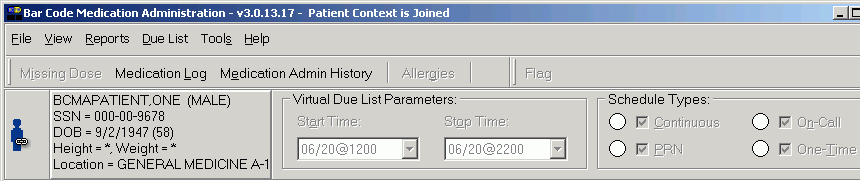 Bar Code Medication Administration - v3.0.13.17 - Patient Context is Joined
File View Reports Due List Tools Help
Missing Dose Medication Log Medication Admin History Allergies Flag
BCMAPATIENT,ONE (MALE)
SSN = 000-00-9678
DOB = 9/2/1947 (58)
Height = *, Weight = *
Location = GENERAL MEDICINE A-1
Virtual Due List Parameters:
Start Time: Stop Time:
06/20@1200 06/20@2200
Schedule Types:
Continuous On-Call
PRN One-Time